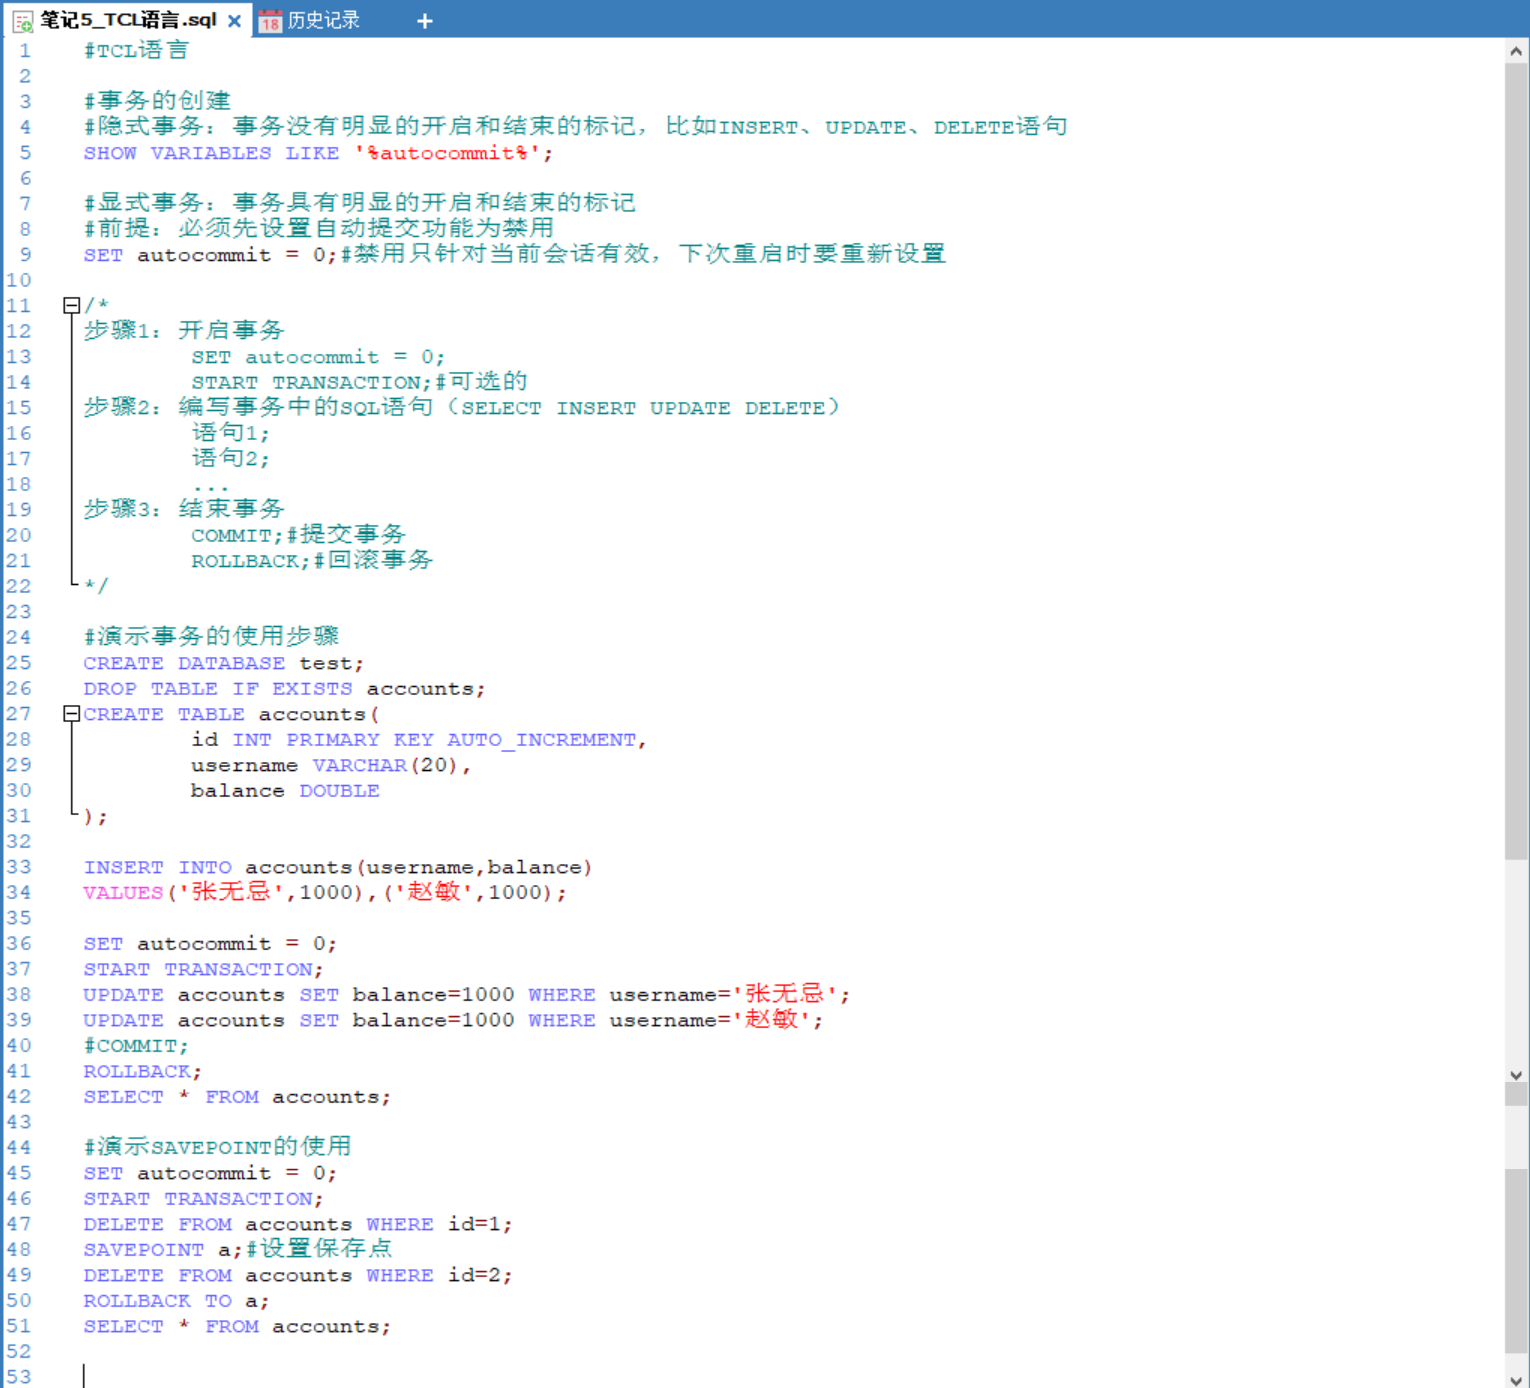 笔记5_TCL语言.sql 18 历史记录
1 #TCL语言
2
3 #事务的创建
4 #隐式事务：事务没有明显的开启和结束的标记，比如INSERT、UPDATE、DELETE语句
5 SHOW VARIABLES LIKE '%autocommit%';
6
7 #显式事务：事务具有明显的开启和结束的标记
8 #前提：必须先设置自动提交功能为禁用
9 SET autocommit = 0;#禁用只针对当前会话有效，下次重启时要重新设置
10
11 /*
12 步骤1：开启事务
13 SET autocommit = 0;
14 START TRANSACTION;#可选的
15 步骤2：编写事务中的SQL语句（SELECT INSERT UPDATE DELETE）
16 语句1;
17 语句2;
18 ...
19 步骤3：结束事务
20 COMMIT;#提交事务
21 ROLLBACK;#回滚事务
22 */
23
24 #演示事务的使用步骤
25 CREATE DATABASE test;
26 DROP TABLE IF EXISTS accounts;
27 CREATE TABLE accounts(
28 id INT PRIMARY KEY AUTO_INCREMENT,
29 username VARCHAR(20),
30 balance DOUBLE
31 );
32
33 INSERT INTO accounts(username,balance)
34 VALUES('张无忌',1000),('赵敏',1000);
35
36 SET autocommit = 0;
37 START TRANSACTION;
38 UPDATE accounts SET balance=1000 WHERE username='张无忌';
39 UPDATE accounts SET balance=1000 WHERE username='赵敏';
40 #COMMIT;
41 ROLLBACK;
42 SELECT * FROM accounts;
43
44 #演示SAVEPOINT的使用
45 SET autocommit = 0;
46 START TRANSACTION;
47 DELETE FROM accounts WHERE id=1;
48 SAVEPOINT a;#设置保存点
49 DELETE FROM accounts WHERE id=2;
50 ROLLBACK TO a;
51 SELECT * FROM accounts;
52
53